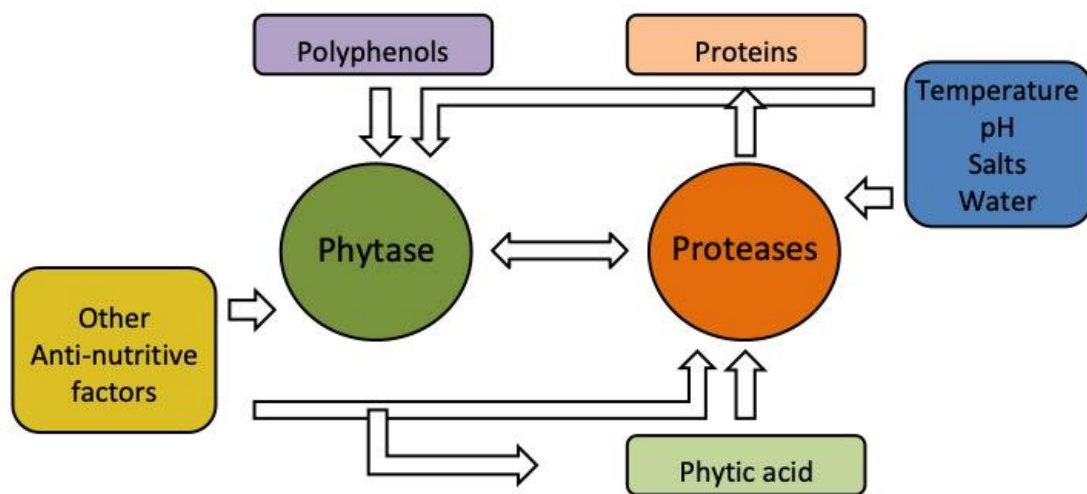 Polyphenols
Proteins
Temperature
pH
Salts
Water
Phytase
Proteases
Other
Anti-nutritive
factors
Phytic acid